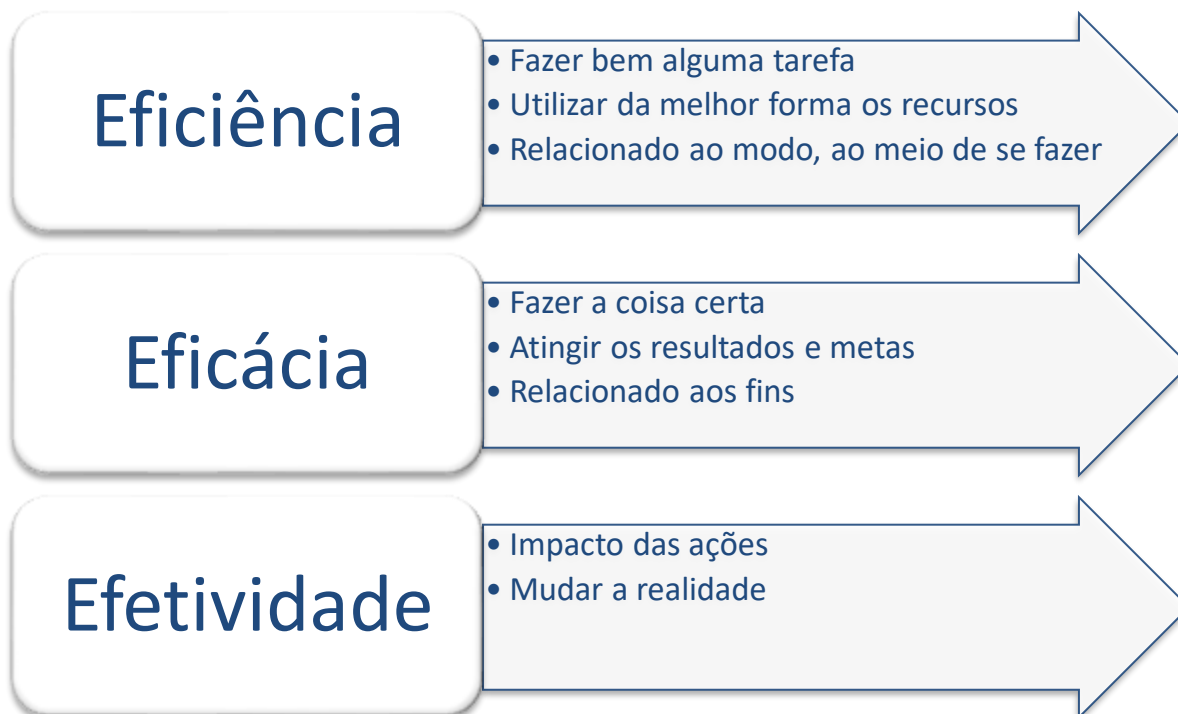 Eficiência
• Fazer bem alguma tarefa
• Utilizar da melhor forma os recursos
• Relacionado ao modo, ao meio de se fazer
Eficácia
• Fazer a coisa certa
• Atingir os resultados e metas
• Relacionado aos fins
Efetividade
• Impacto das ações
• Mudar a realidade